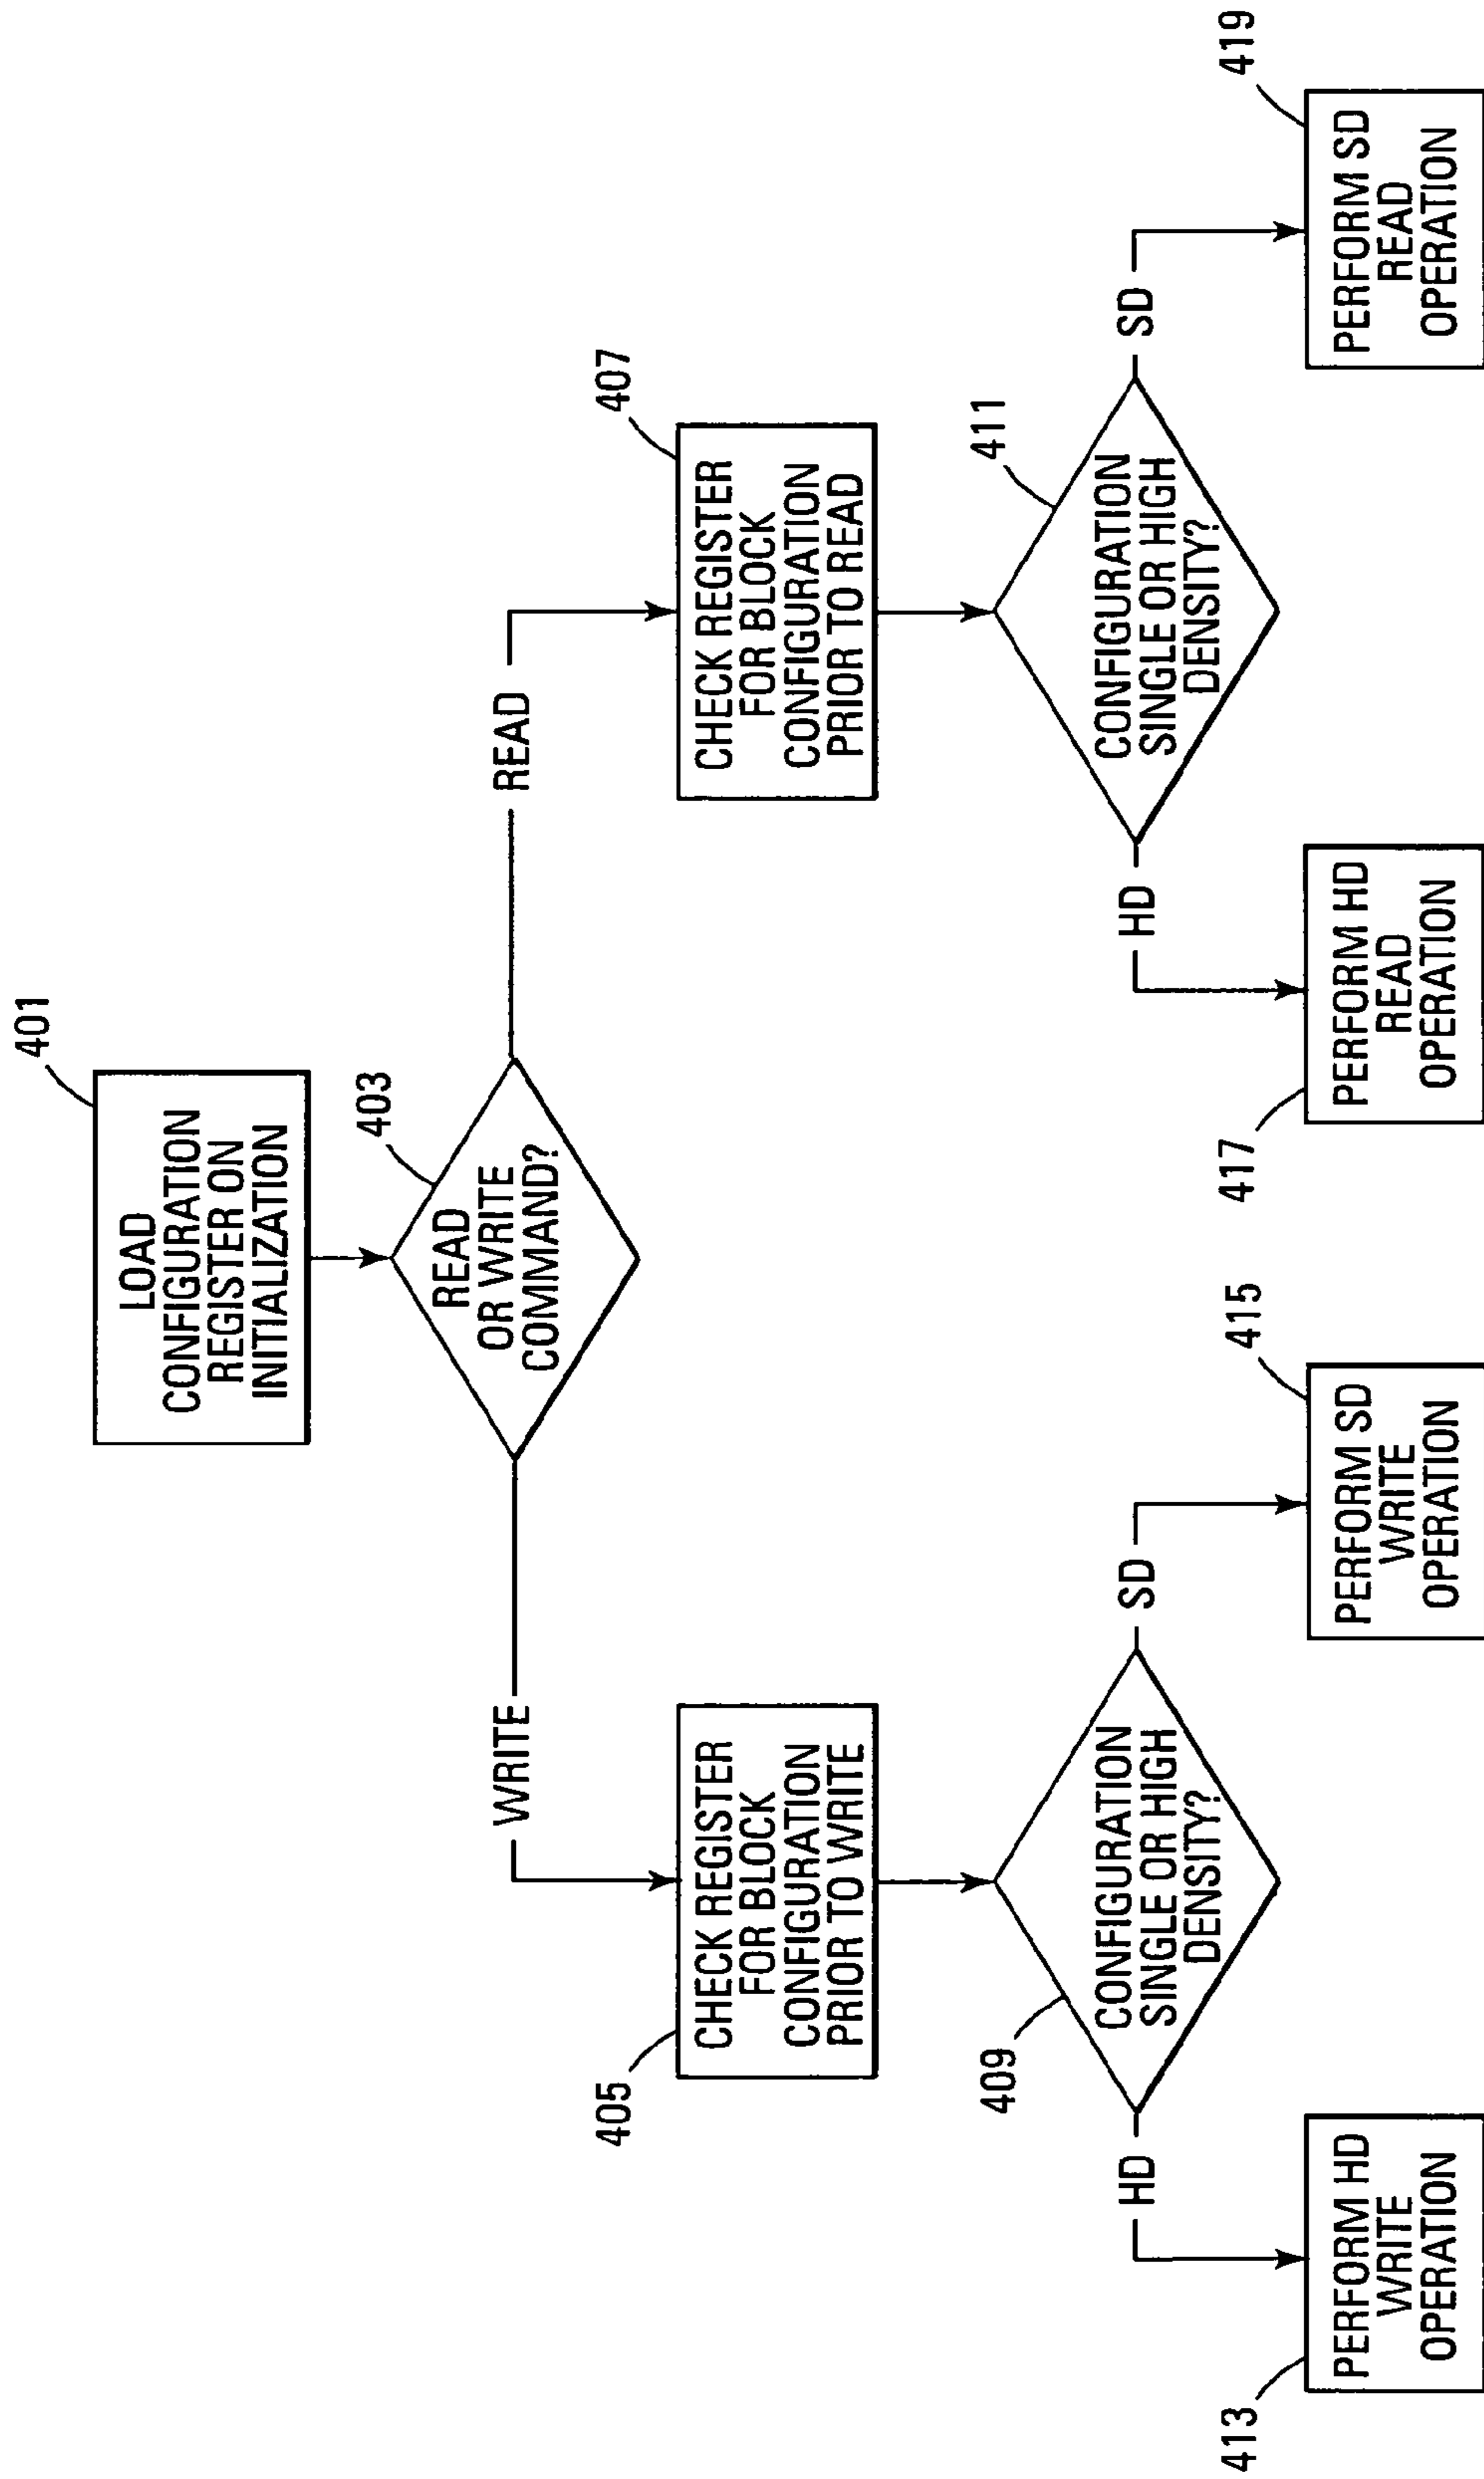 401
LOAD
CONFIGURATION
REGISTER ON
INITIALIZATION
403
READ
OR WRITE
COMMAND?
WRITE
READ
405
CHECK REGISTER
FOR BLOCK
CONFIGURATION
PRIOR TO WRITE
407
CHECK REGISTER
FOR BLOCK
CONFIGURATION
PRIOR TO READ
409
CONFIGURATION
SINGLE OR HIGH
DENSITY?
HD
SD
411
CONFIGURATION
SINGLE OR HIGH
DENSITY?
HD
SD
413
PERFORM HD
WRITE
OPERATION
415
PERFORM SD
WRITE
OPERATION
417
PERFORM HD
READ
OPERATION
419
PERFORM SD
READ
OPERATION